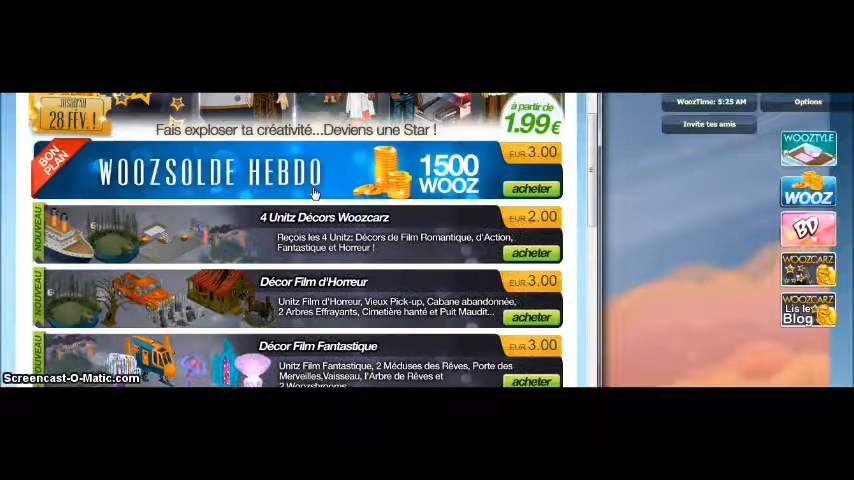 JUSQU'AU
28 FÉV. !
à partir de
1.99€
Fais exploser ta créativité...Deviens une Star !
BON PLAN
WOOZSOLDE HEBDO
1500
WOOZ
EUR 3.00
acheter
NOUVEAU
4 Unitz Décors Woozcarz
EUR 2.00
Reçois les 4 Unitz: Décors de Film Romantique, d'Action,
Fantastique et Horreur !
acheter
NOUVEAU
Décor Film d'Horreur
EUR 3.00
Unitz Film d'Horreur, Vieux Pick-up, Cabane abandonnée,
2 Arbres Effrayants, Cimetière hanté et Puit Maudit...
acheter
NOUVEAU
Décor Film Fantastique
EUR 3.00
Unitz Film Fantastique, 2 Méduses des Rêves, Porte des
Merveilles,Vaisseau, l'Arbre de Rêves et
2 Woozshrooms
acheter
WoozTime: 5:25 AM
Options
Invite tes amis
WOOZTYLE
WOOZ
BD
WOOZCARZ
WOOZCARZ
Lis le
Blog
Screencast-O-Matic.com